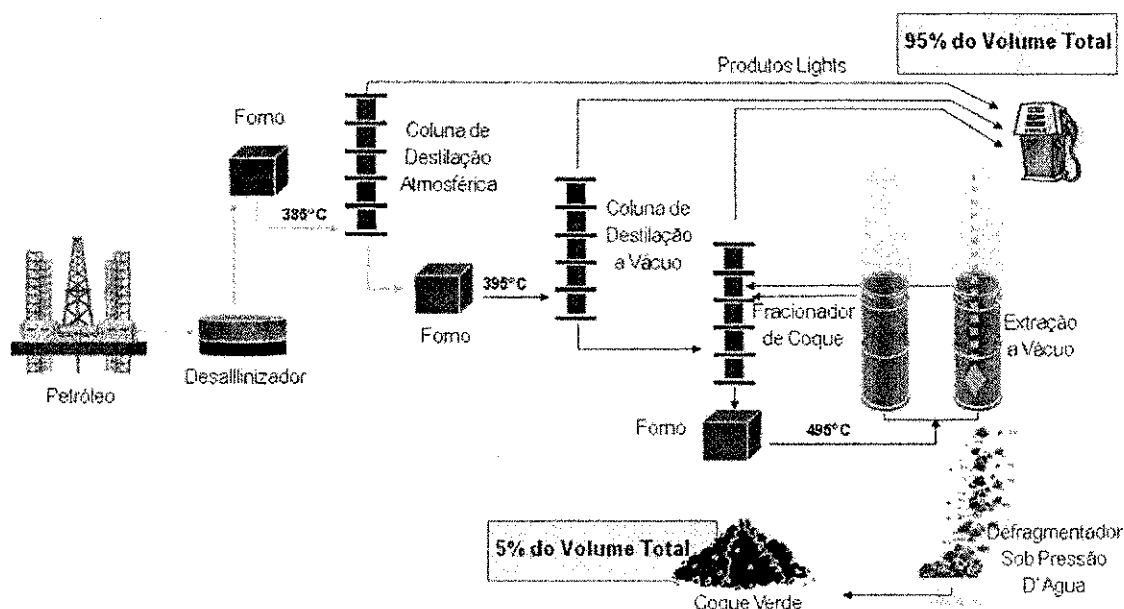 95% do Volume Total
Produtos Lights
Forno
Coluna de
Destilação
Atmosférica
385°C
Coluna de
Destilação
a Vácuo
395°C
Forno
Fracionador
de Coque
Extração
a Vácuo
Petróleo
Desallinizador
Forno
495°C
5% do Volume Total
Defragmentador
Sob Pressão
D'Agua
Coque Verde